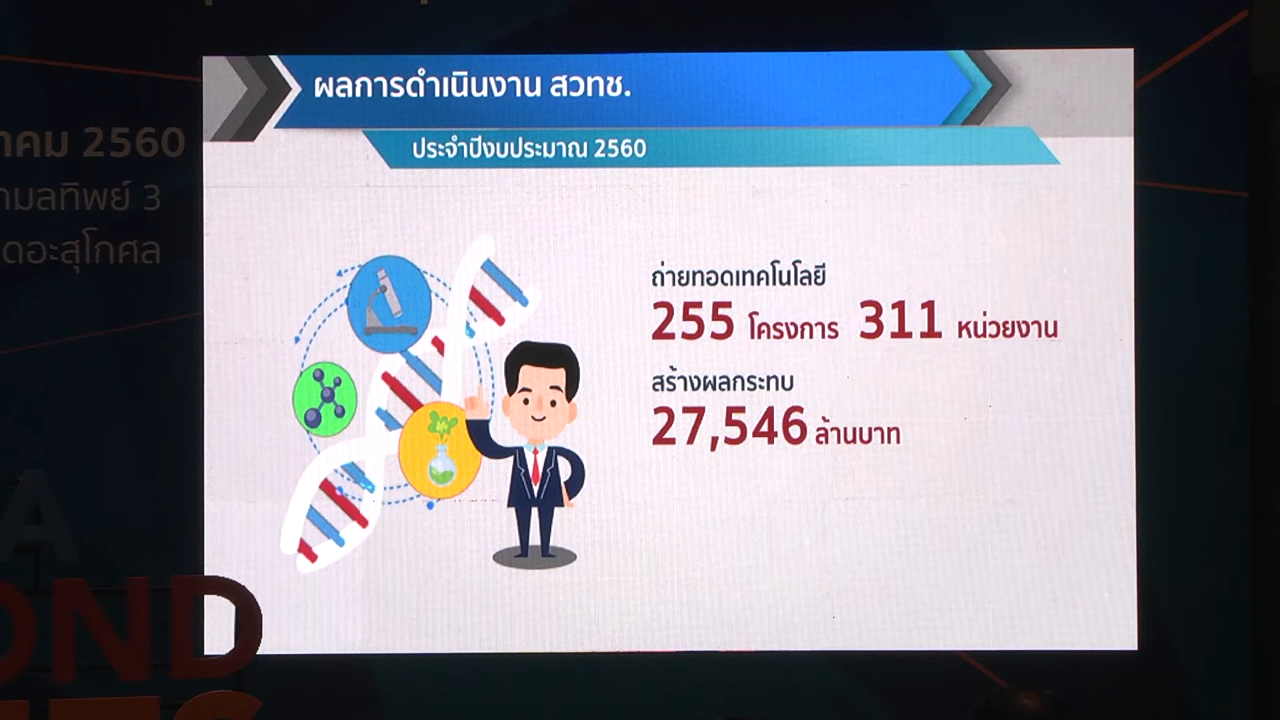 ผลการดำเนินงาน สวทช.
ประจำปีงบประมาณ 2560
ถ่ายทอดเทคโนโลยี
255 โครงการ 311 หน่วยงาน
สร้างผลกระทบ
27,546 ล้านบาท
าคม 2560
ามลทิพย์ 3
ดอะสุโกศล
A
OND